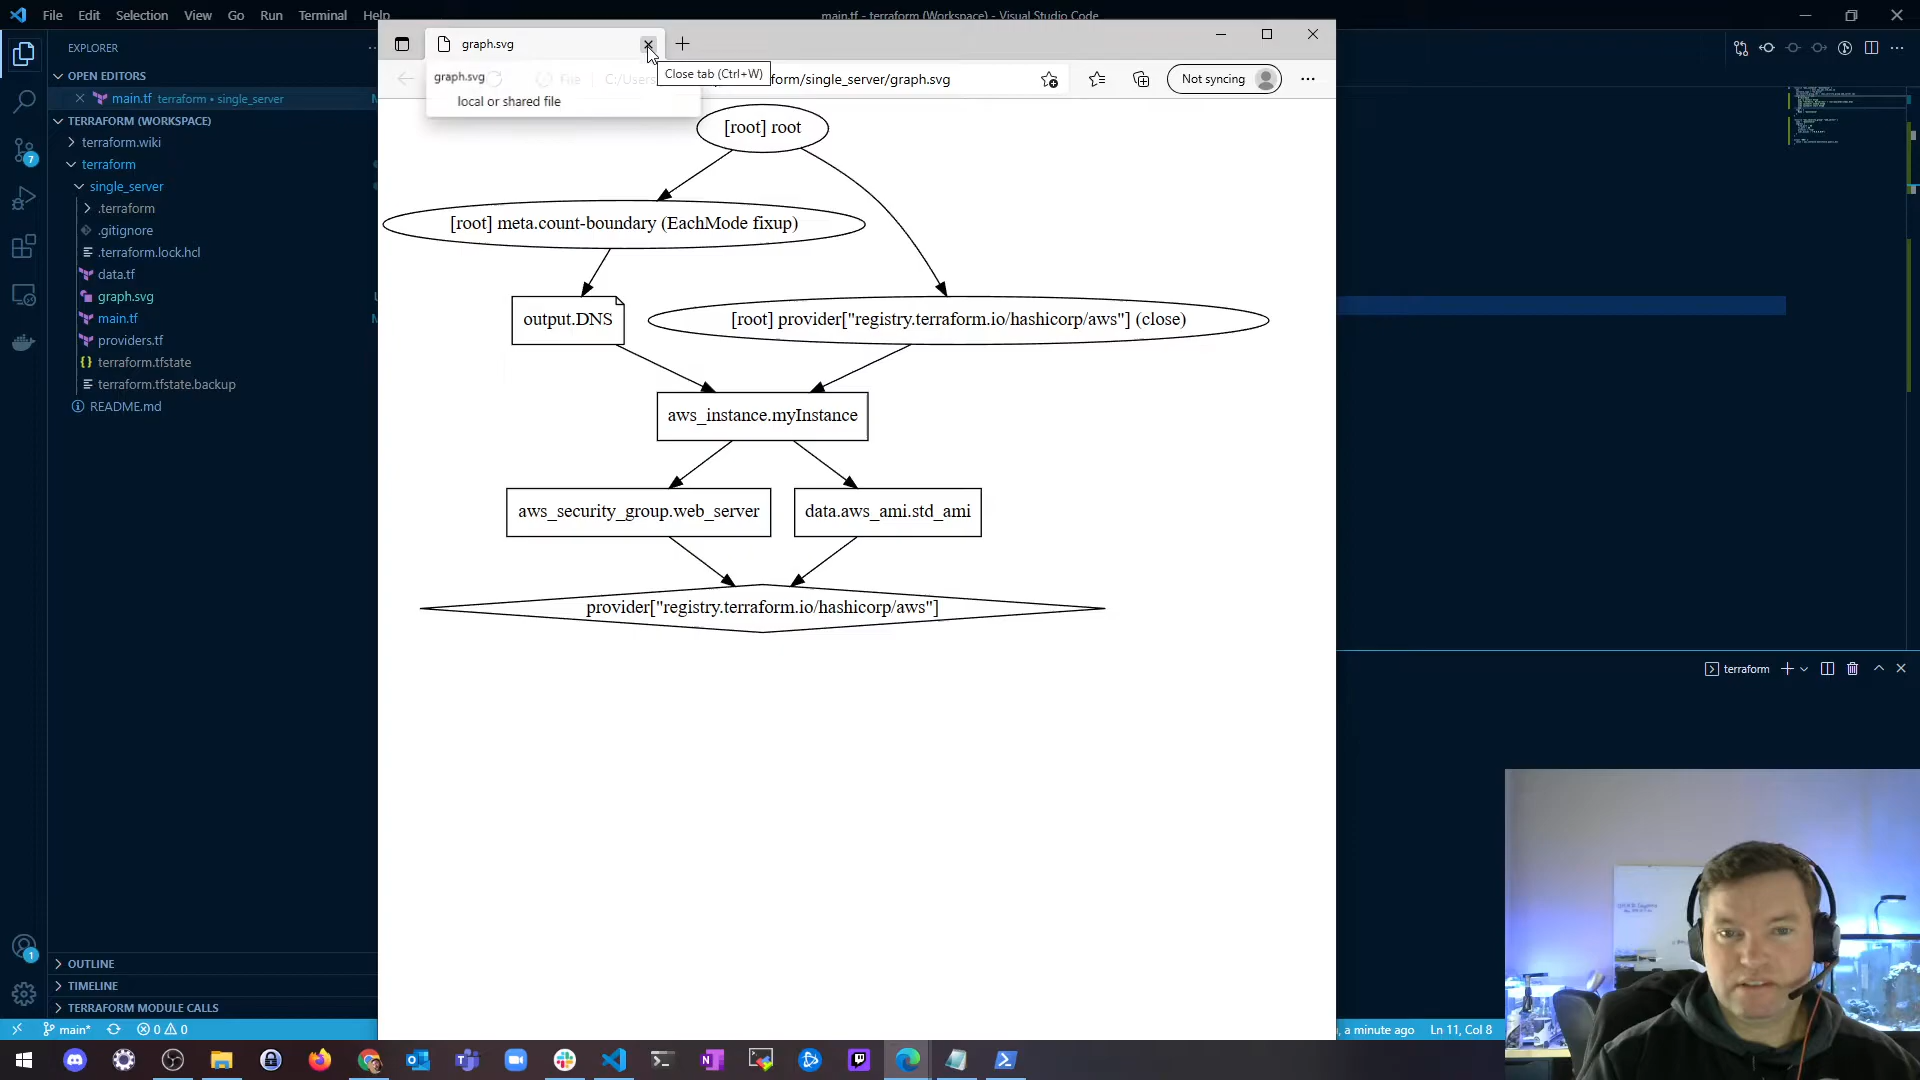 File Edit Selection View Go Run Terminal Help
main.tf - terraform (Workspace) - Visual Studio Code
EXPLORER
OPEN EDITORS
main.tf terraform • single_server
TERRAFORM (WORKSPACE)
terraform.wiki
terraform
single_server
.terraform
.gitignore
.terraform.lock.hcl
data.tf
graph.svg
main.tf
providers.tf
terraform.tfstate
terraform.tfstate.backup
README.md
7
1
OUTLINE
TIMELINE
TERRAFORM MODULE CALLS
main*
0 0
graph.svg
Close tab (Ctrl+W)
graph.svg
local or shared file
File C:/Users
form/single_server/graph.svg
Not syncing
[root] root
[root] meta.count-boundary (EachMode fixup)
output.DNS
[root] provider["registry.terraform.io/hashicorp/aws"] (close)
aws_instance.myInstance
aws_security_group.web_server
data.aws_ami.std_ami
provider["registry.terraform.io/hashicorp/aws"]
terraform
, a minute ago Ln 11, Col 8